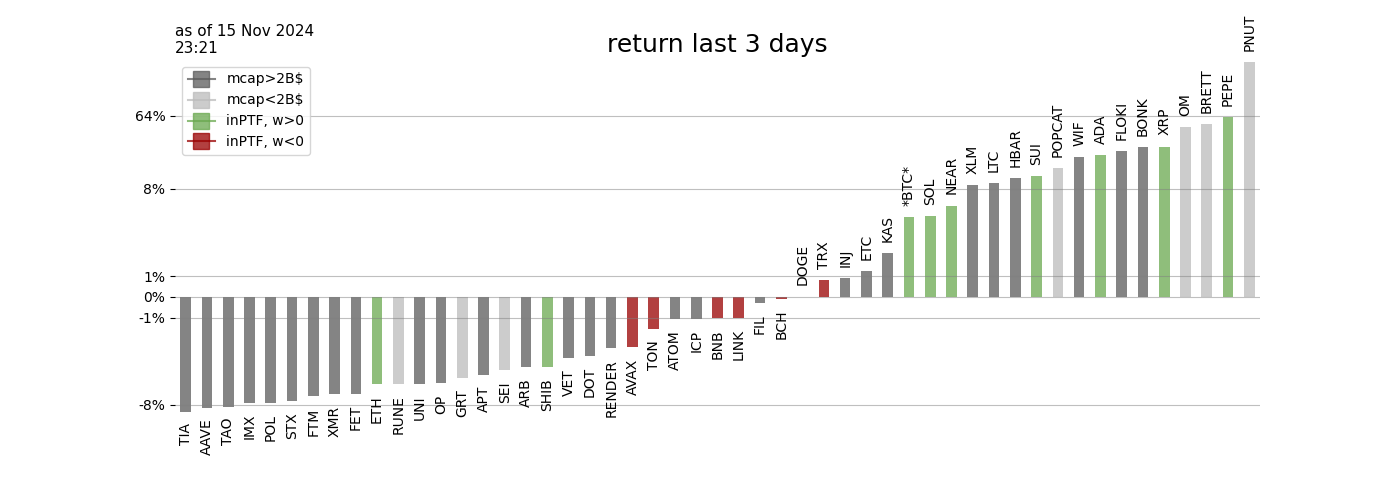 as of 15 Nov 2024
23:21
return last 3 days
mcap>2B$
mcap<2B$
inPTF, w>0
inPTF, w<0
64%
8%
1%
0%
-1%
-8%
TIA
AAVE
TAO
IMX
POL
STX
FTM
XMR
FET
ETH
RUNE
UNI
OP
GRT
APT
SEI
ARB
SHIB
VET
DOT
RENDER
AVAX
TON
ATOM
ICP
BNB
LINK
FIL
BCH
DOGE
TRX
INJ
ETC
KAS
*BTC*
SOL
NEAR
XLM
LTC
HBAR
SUI
POPCAT
WIF
ADA
FLOKI
BONK
XRP
OM
BRETT
PEPE
PNUT